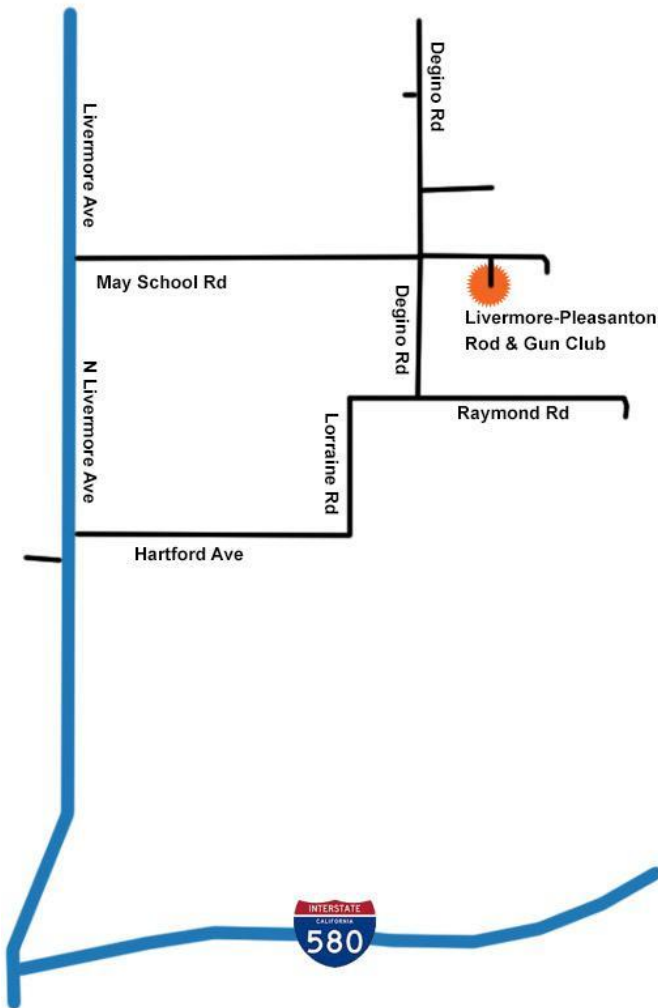 Degino Rd
Livermore Ave
May School Rd
Degino Rd
Livermore-Pleasanton
Rod & Gun Club
N Livermore Ave
Lorraine Rd
Raymond Rd
Hartford Ave
INTERSTATE
CALIFORNIA
580